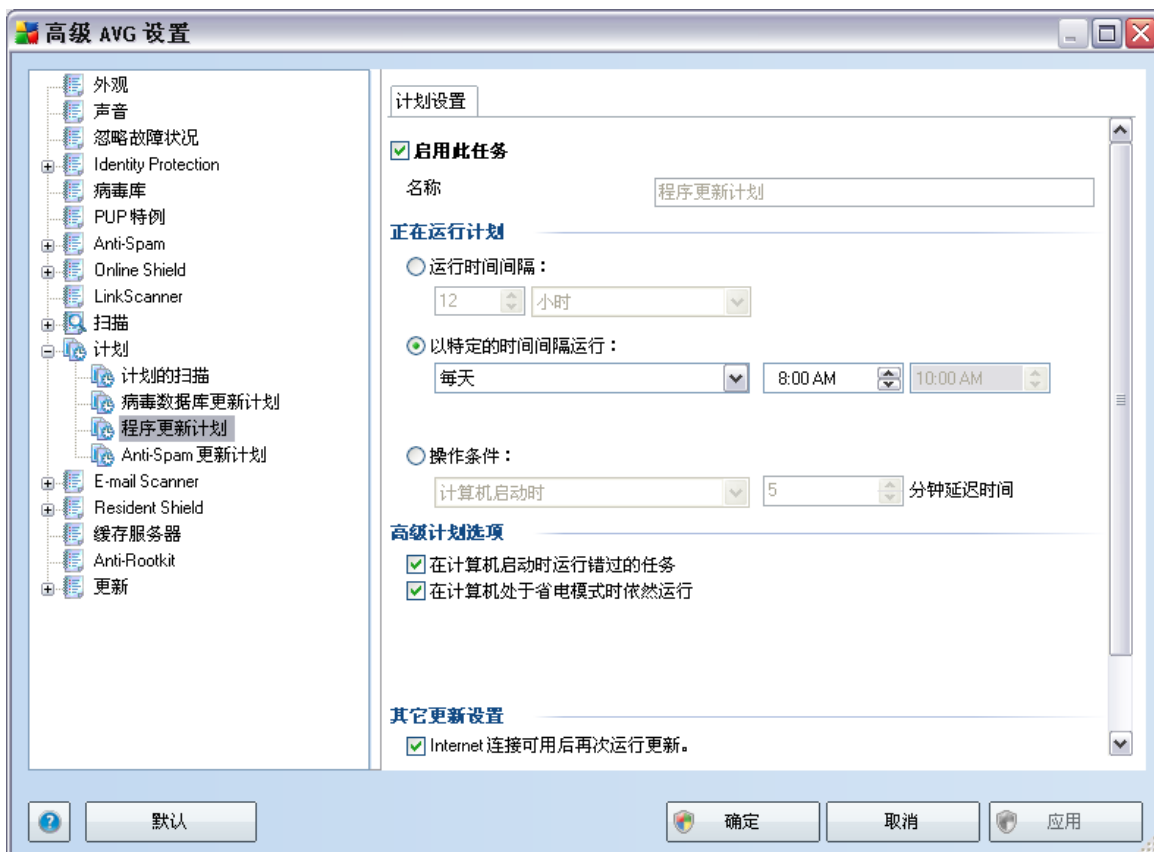 高级 AVG 设置
外观
声音
忽略故障状况
Identity Protection
病毒库
PUP 特例
Anti-Spam
Online Shield
LinkScanner
扫描
计划
计划的扫描
病毒数据库更新计划
程序更新计划
Anti-Spam 更新计划
E-mail Scanner
Resident Shield
缓存服务器
Anti-Rootkit
更新
计划设置
启用此任务
名称 程序更新计划
正在运行计划
运行时间间隔：
12 小时
以特定的时间间隔运行：
每天 8:00 AM 10:00 AM
操作条件：
计算机启动时 5 分钟延迟时间
高级计划选项
在计算机启动时运行错过的任务
在计算机处于省电模式时依然运行
其它更新设置
Internet 连接可用后再次运行更新。
默认 确定 取消 应用